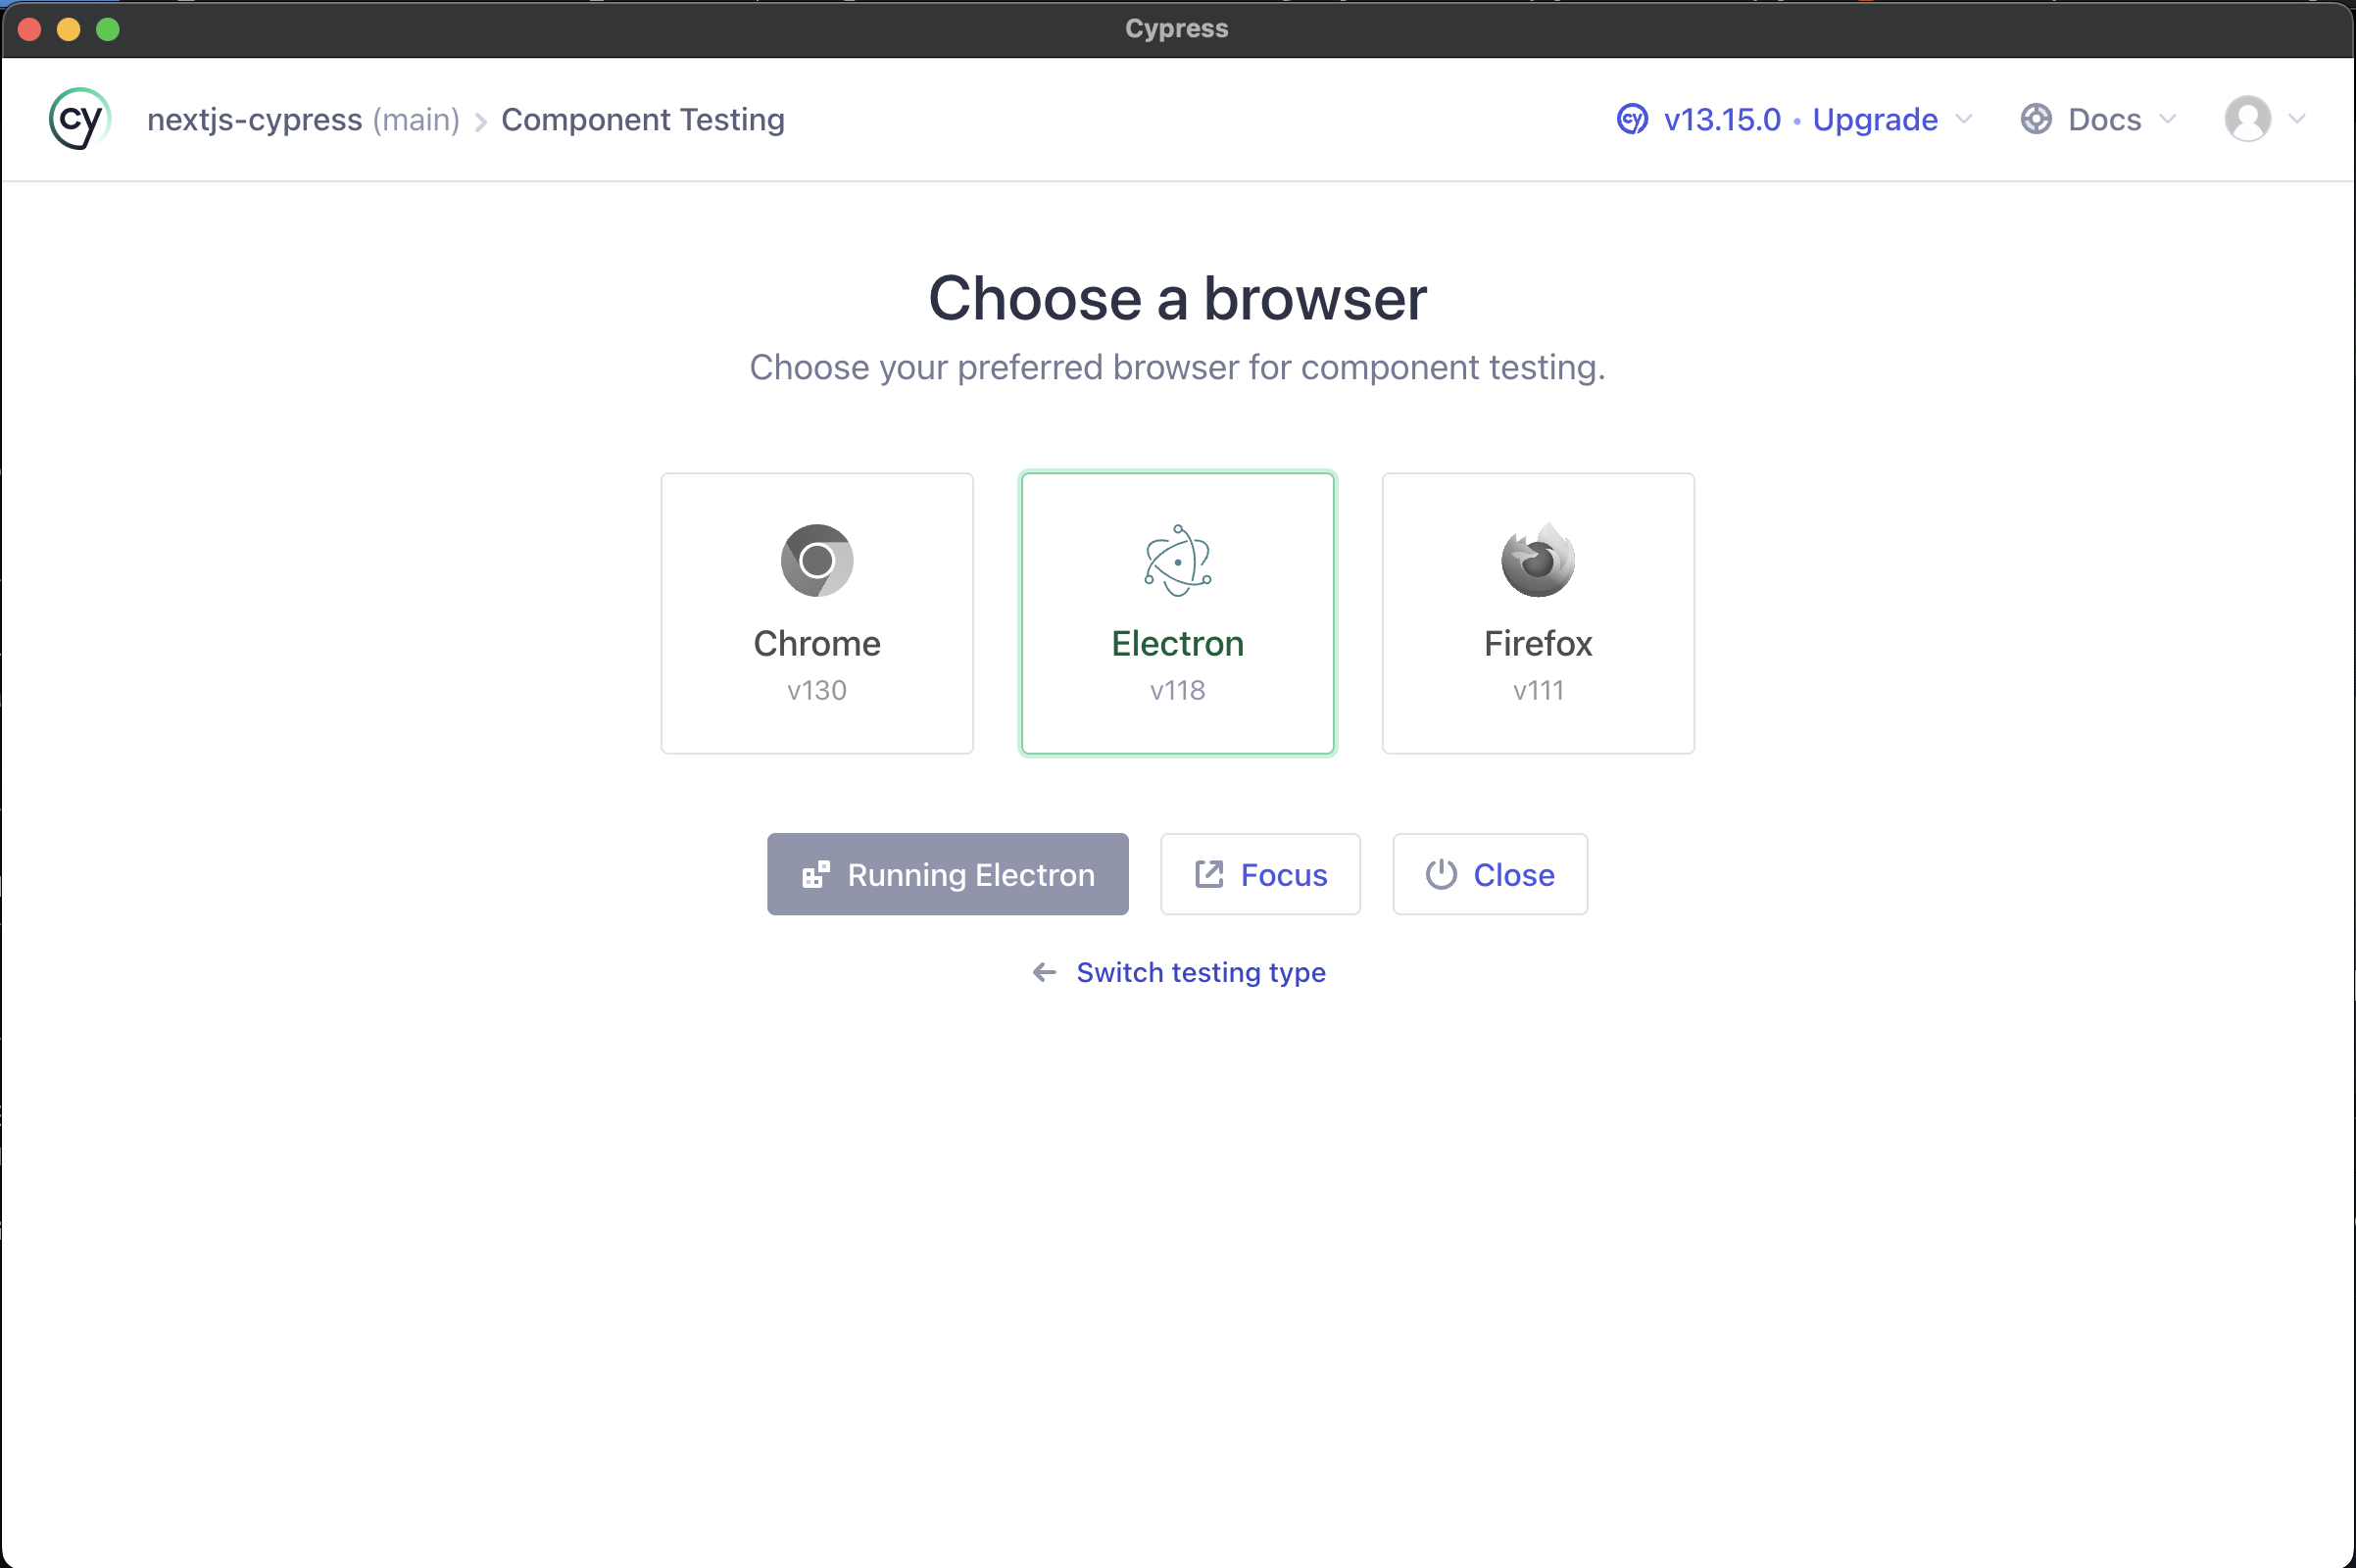 Cypress
cy nextjs-cypress (main) › Component Testing
cy v13.15.0 • Upgrade Docs
Choose a browser
Choose your preferred browser for component testing.
Chrome
v130
Electron
v118
Firefox
v111
Running Electron
Focus
Close
← Switch testing type